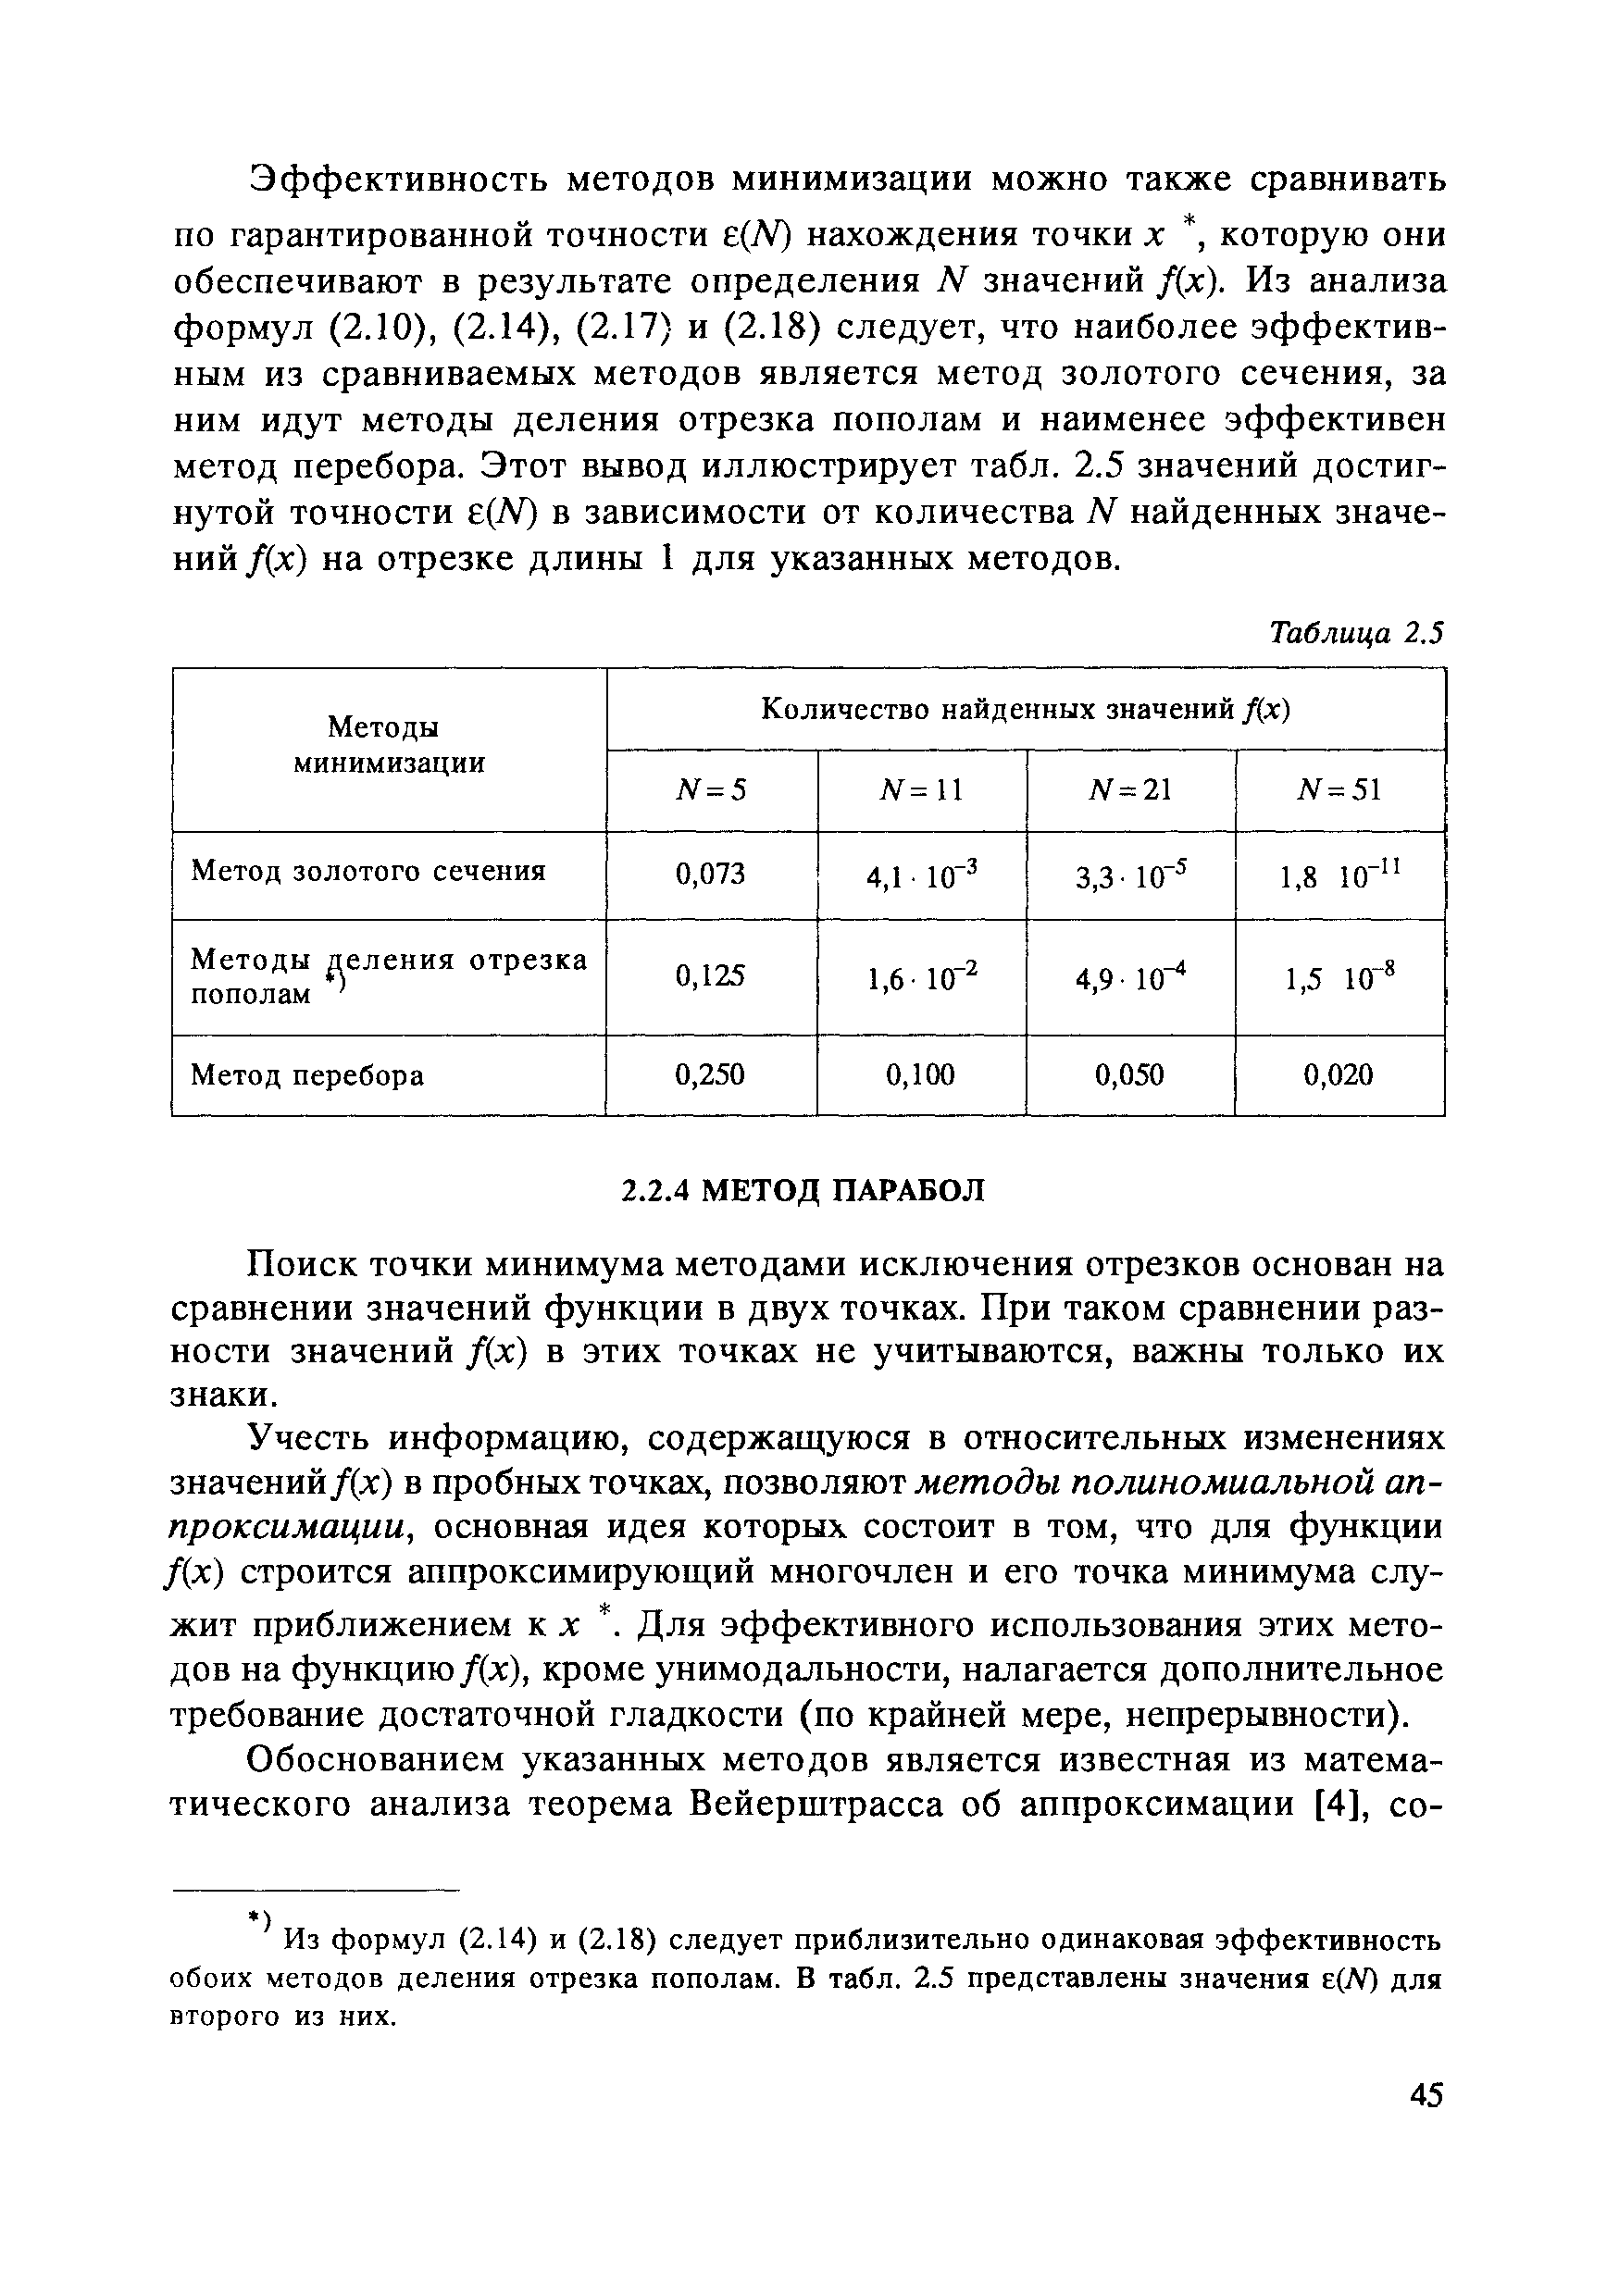 Эффективность методов минимизации можно также сравнивать
по гарантированной точности ε(N) нахождения точки x *, которую они
обеспечивают в результате определения N значений f(x). Из анализа
формул (2.10), (2.14), (2.17) и (2.18) следует, что наиболее эффектив-
ным из сравниваемых методов является метод золотого сечения, за
ним идут методы деления отрезка пополам и наименее эффективен
метод перебора. Этот вывод иллюстрирует табл. 2.5 значений достиг-
нутой точности ε(N) в зависимости от количества N найденных значе-
ний f(x) на отрезке длины 1 для указанных методов.
Таблица 2.5
Методы
минимизации
Количество найденных значений f(x)
N = 5 N = 11 N = 21 N = 51
Метод золотого сечения 0,073 4,1 · 10⁻³ 3,3 · 10⁻⁵ 1,8 10⁻¹¹
Методы деления отрезка
пополам *) 0,125 1,6 · 10⁻² 4,9 · 10⁻⁴ 1,5 10⁻⁸
Метод перебора 0,250 0,100 0,050 0,020
2.2.4 МЕТОД ПАРАБОЛ
Поиск точки минимума методами исключения отрезков основан на
сравнении значений функции в двух точках. При таком сравнении раз-
ности значений f(x) в этих точках не учитываются, важны только их
знаки.
Учесть информацию, содержащуюся в относительных изменениях
значений f(x) в пробных точках, позволяют методы полиномиальной ап-
проксимации, основная идея которых состоит в том, что для функции
f(x) строится аппроксимирующий многочлен и его точка минимума слу-
жит приближением к x *. Для эффективного использования этих мето-
дов на функцию f(x), кроме унимодальности, налагается дополнительное
требование достаточной гладкости (по крайней мере, непрерывности).
Обоснованием указанных методов является известная из матема-
тического анализа теорема Вейерштрасса об аппроксимации [4], со-
*) Из формул (2.14) и (2.18) следует приблизительно одинаковая эффективность
обоих методов деления отрезка пополам. В табл. 2.5 представлены значения ε(N) для
второго из них.
45